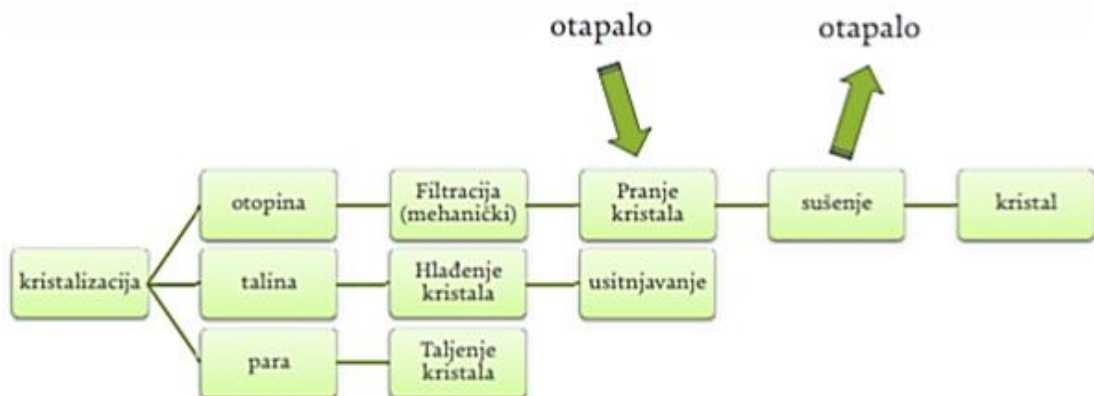 otapalo
otapalo
otopina
Filtracija
(mehanički)
Pranje
kristala
sušenje
kristal
kristalizacija
talina
Hlađenje
kristala
usitnjavanje
para
Taljenje
kristala